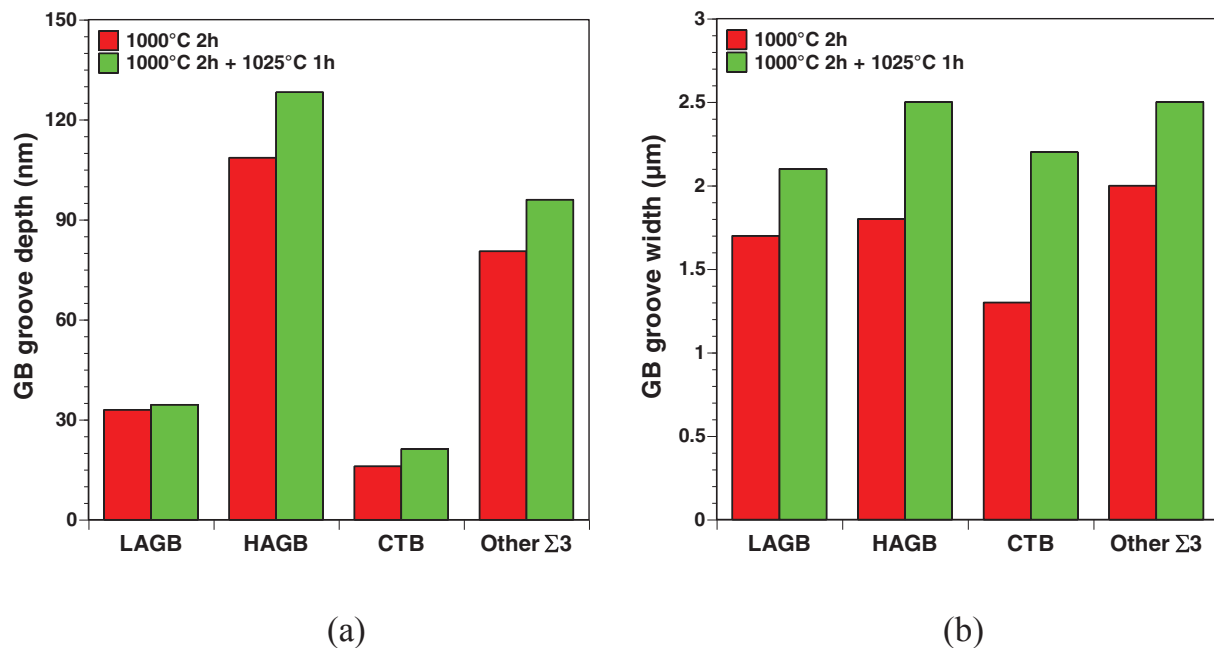 150
120
90
60
30
0
GB groove depth (nm)
1000°C 2h
1000°C 2h + 1025°C 1h
LAGB HAGB CTB Other Σ3
(a)
3
2.5
2
1.5
1
0.5
0
GB groove width (µm)
1000°C 2h
1000°C 2h + 1025°C 1h
LAGB HAGB CTB Other Σ3
(b)